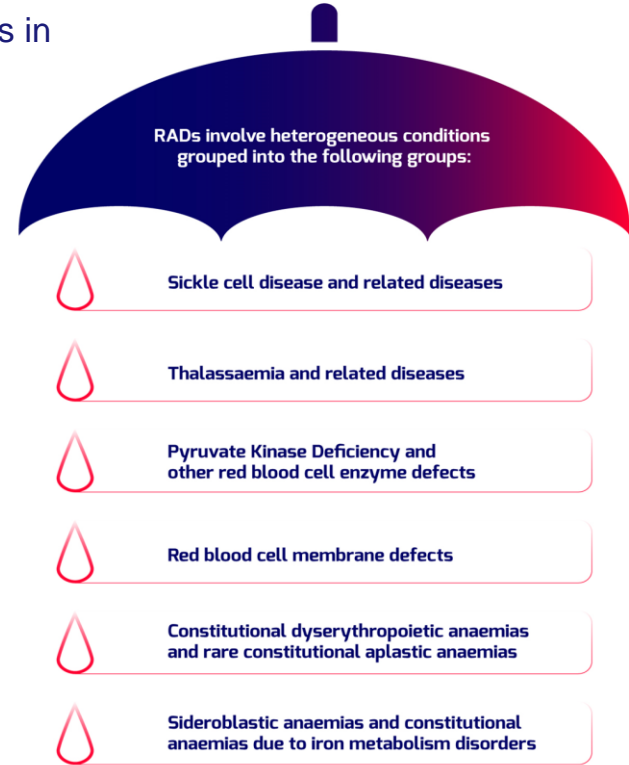 s in
RADs involve heterogeneous conditions
grouped into the following groups:
Sickle cell disease and related diseases
Thalassaemia and related diseases
Pyruvate Kinase Deficiency and
other red blood cell enzyme defects
Red blood cell membrane defects
Constitutional dyserythropoietic anaemias
and rare constitutional aplastic anaemias
Sideroblastic anaemias and constitutional
anaemias due to iron metabolism disorders